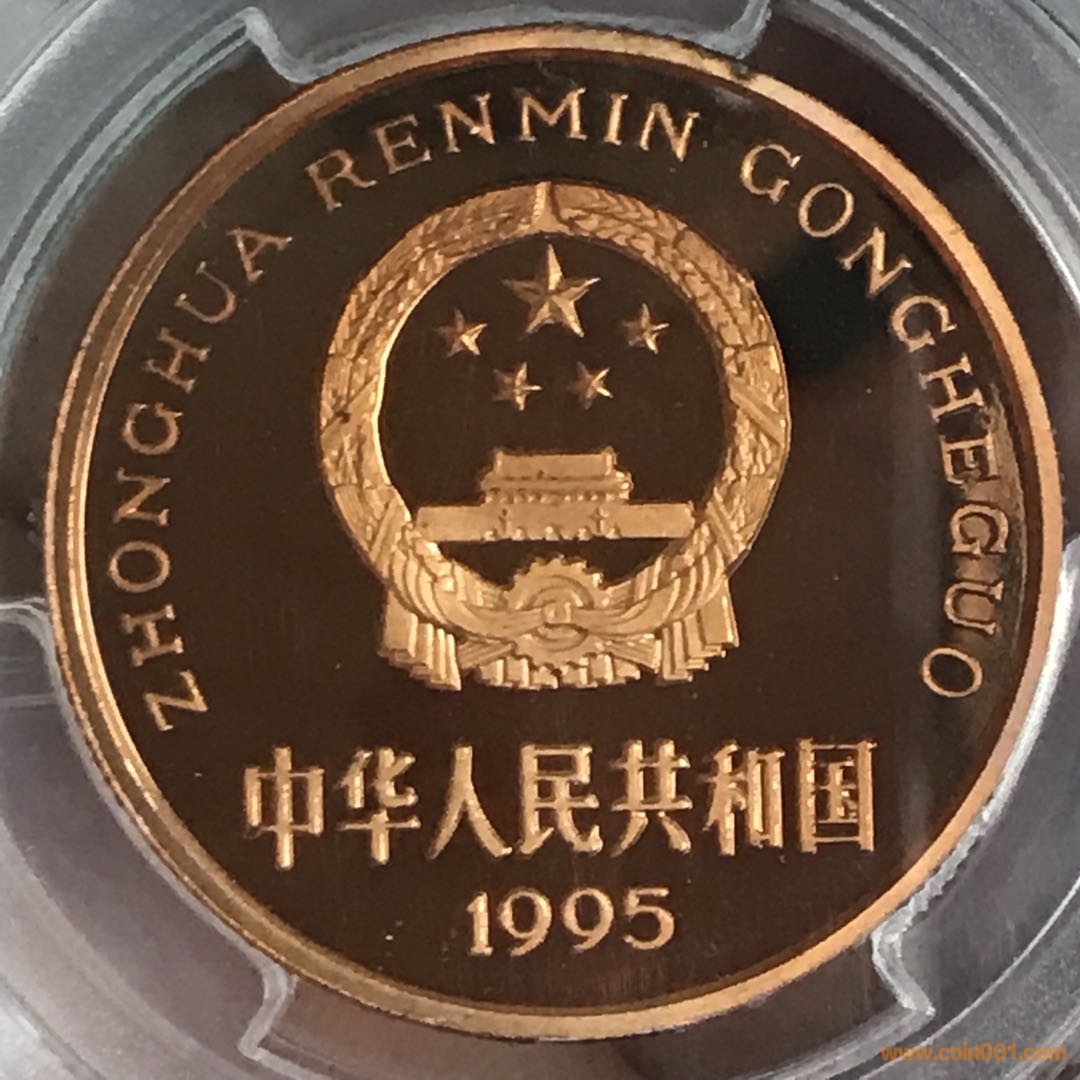 ZHONGHUA RENMIN GONGHEGUO
中华人民共和国
1995
www.coin001.com